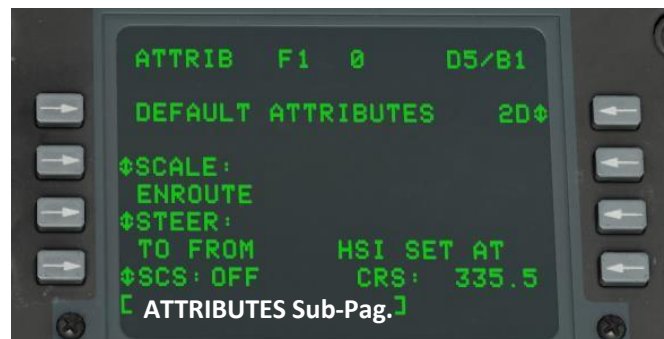 ATTRIB F1 0 D5/B1
DEFAULT ATTRIBUTES 2D
SCALE:
ENROUTE
STEER:
TO FROM HSI SET AT
SCS:OFF CRS: 335.5
[ ATTRIBUTES Sub-Pag.]